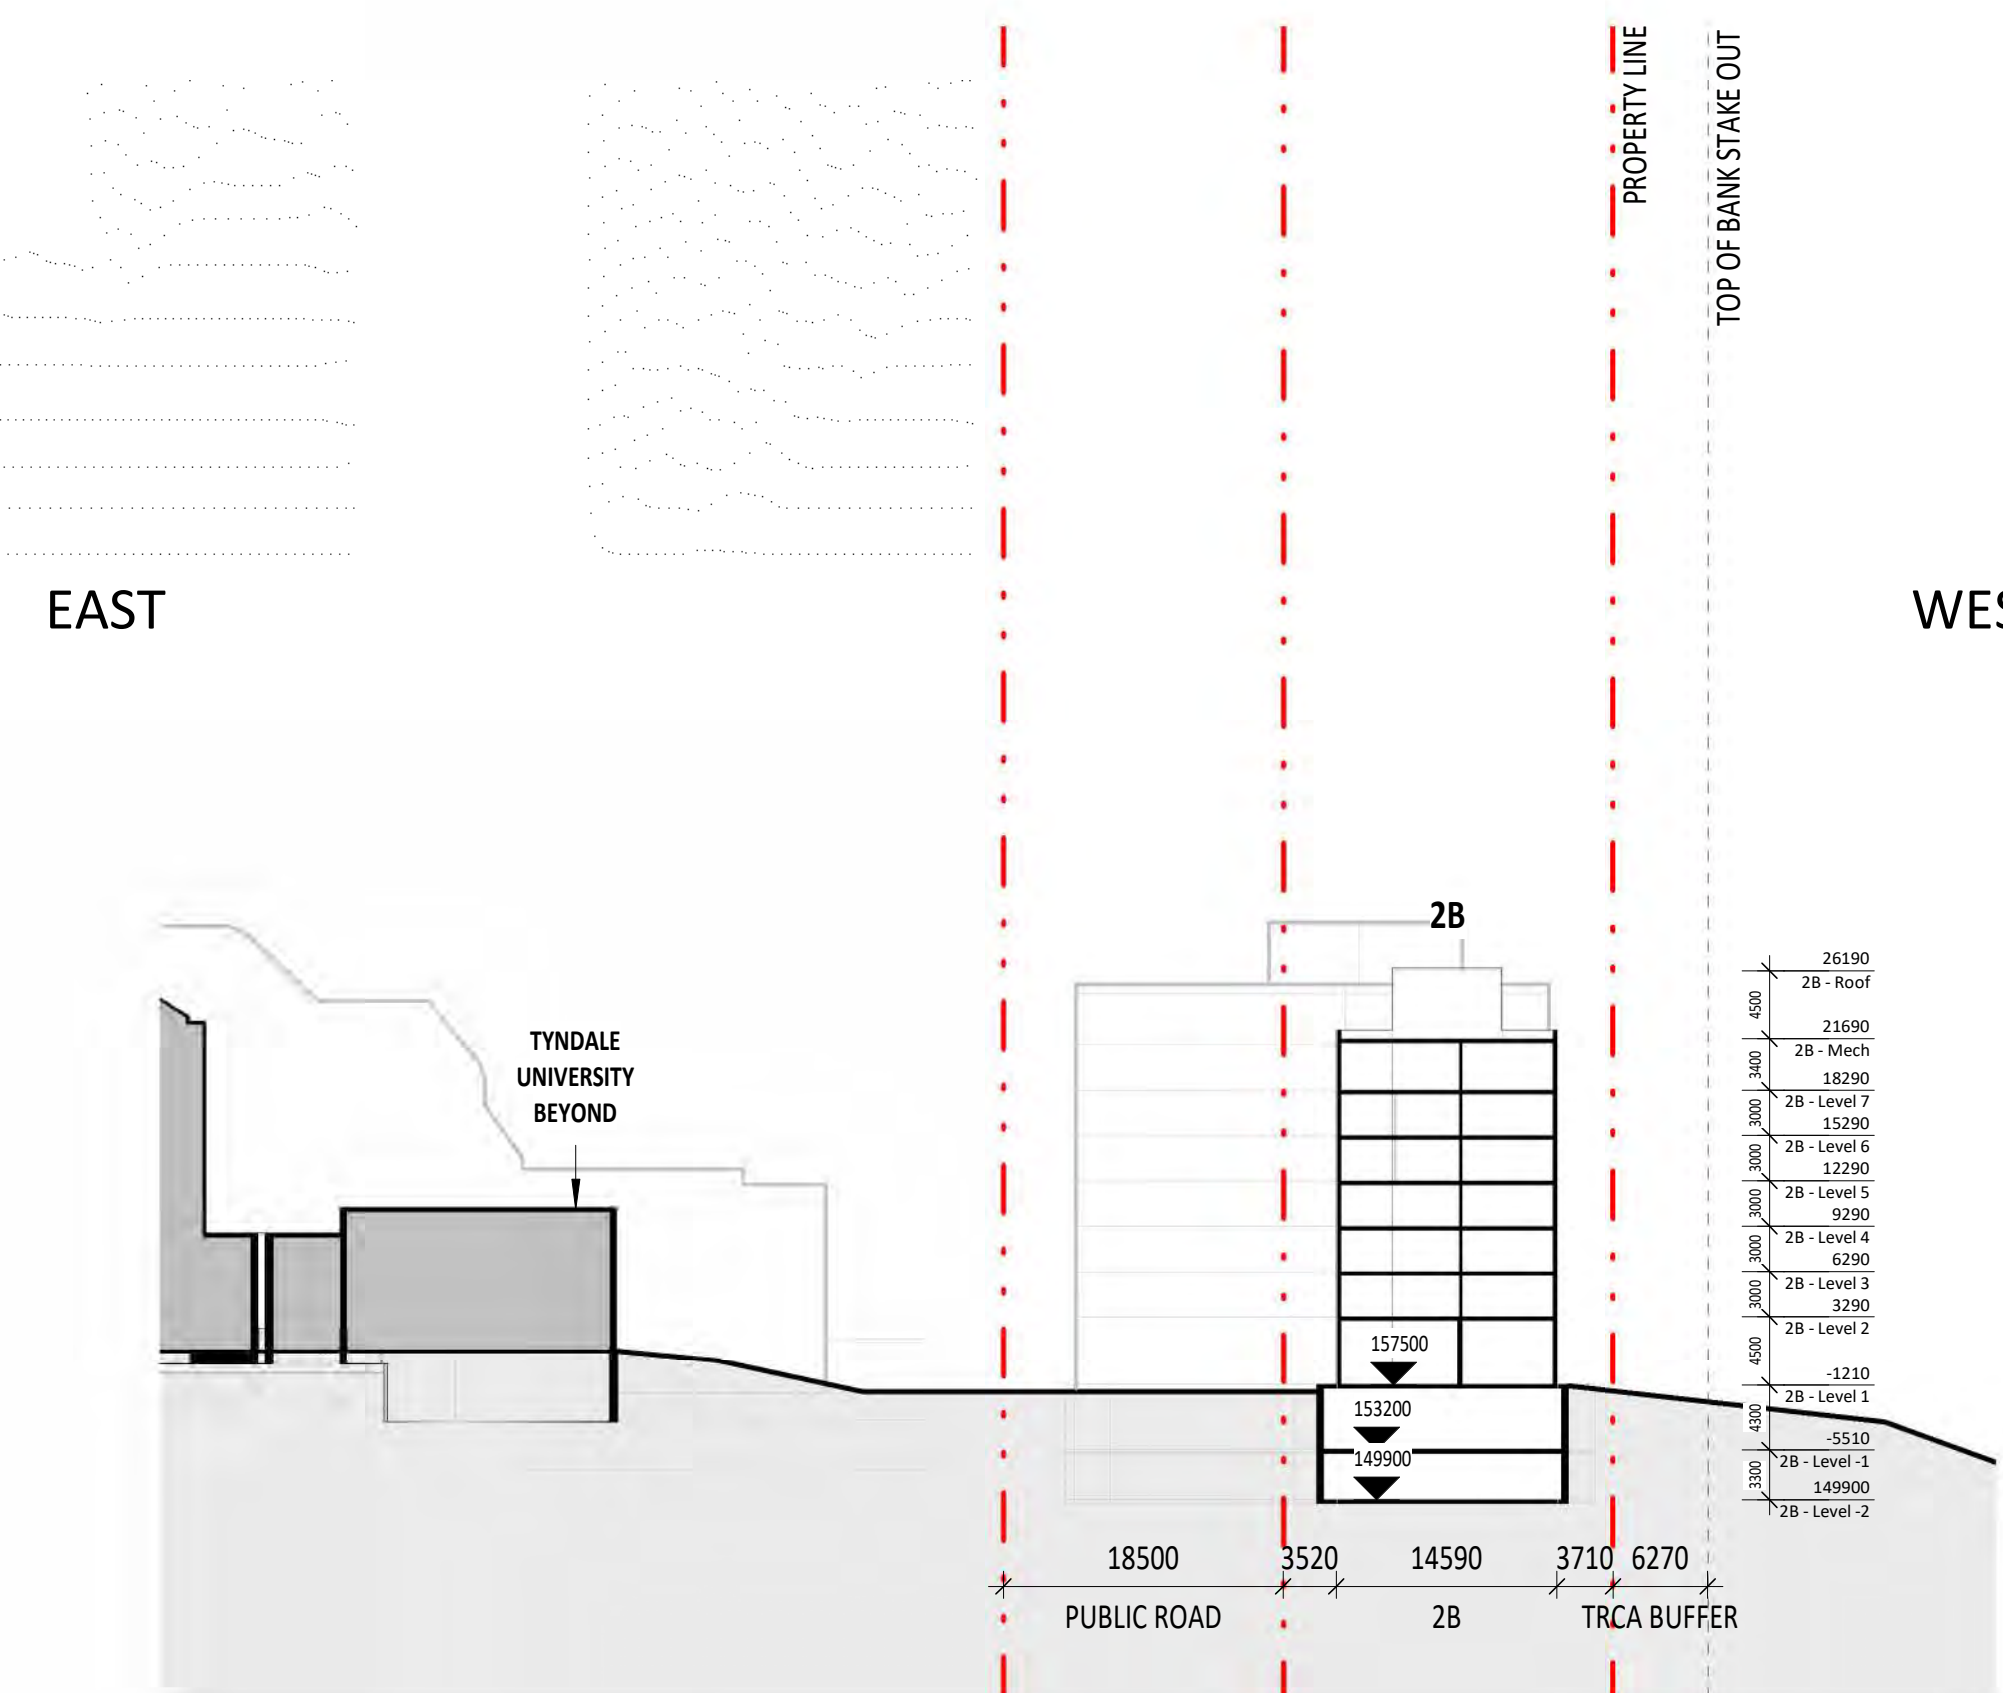 PROPERTY LINE
TOP OF BANK STAKE OUT
EAST
WES
2B
TYNDALE
UNIVERSITY
BEYOND
26190
2B - Roof
4500
21690
2B - Mech
3400
18290
2B - Level 7
3000
15290
2B - Level 6
3000
12290
2B - Level 5
3000
9290
2B - Level 4
3000
6290
2B - Level 3
3000
3290
2B - Level 2
4500
-1210
2B - Level 1
4300
-5510
2B - Level -1
3300
149900
2B - Level -2
157500
153200
149900
18500 3520 14590 3710 6270
PUBLIC ROAD 2B TRCA BUFFER